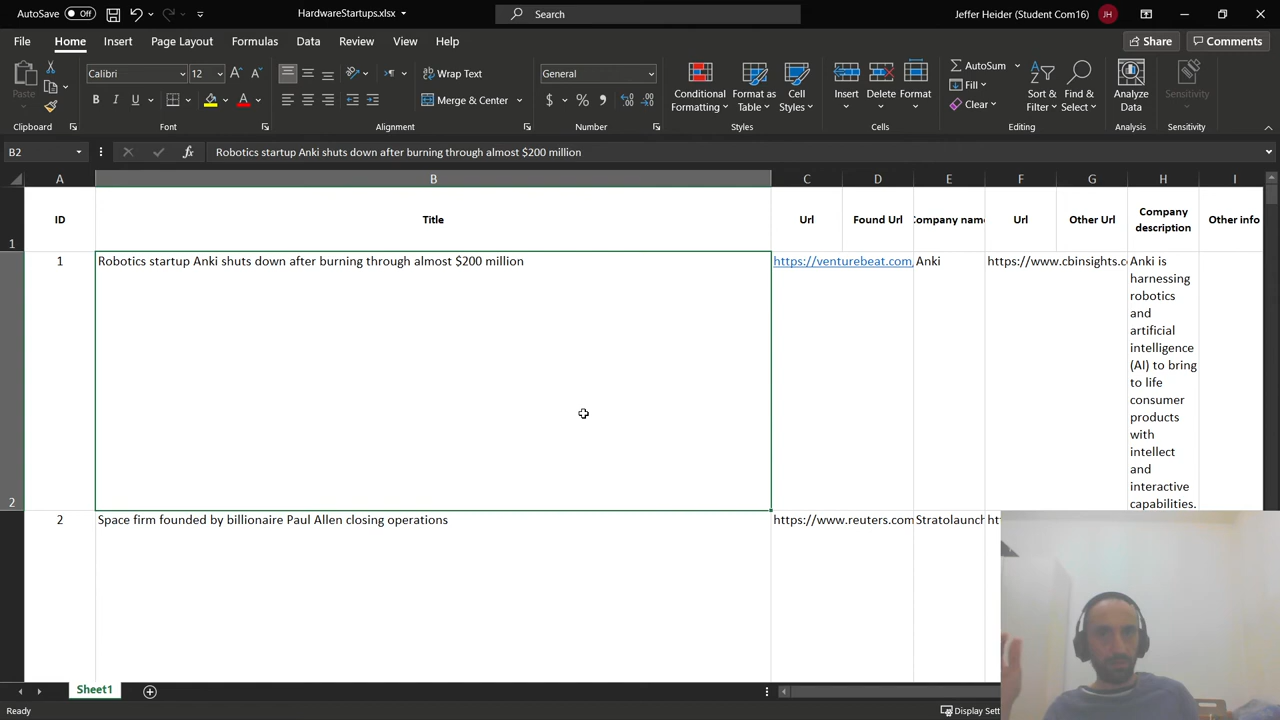 AutoSave Off HardwareStartups.xlsx Search Jeffer Heider (Student Com16) JH
File Home Insert Page Layout Formulas Data Review View Help Share Comments
Paste Calibri 12 Wrap Text General Conditional Formatting Format as Table Cell Styles Insert Delete Format AutoSum Sort & Filter Find & Select Analyze Data Sensitivity
B I U A Merge & Center $ % Fill
Clear
Clipboard Font Alignment Number Styles Cells Editing Analysis Sensitivity
B2 fx Robotics startup Anki shuts down after burning through almost $200 million
A B C D E F G H I
1 ID Title Url Found Url Company name Url Other Url Company description Other info
2 1 Robotics startup Anki shuts down after burning through almost $200 million https://venturebeat.com Anki https://www.cbinsights.c Anki is
harnessing
robotics
and
artificial
intelligence
(AI) to bring
to life
consumer
products
with
intellect
and
interactive
capabilities.
2 Space firm founded by billionaire Paul Allen closing operations https://www.reuters.com Stratolaunch
Sheet1
Ready Display